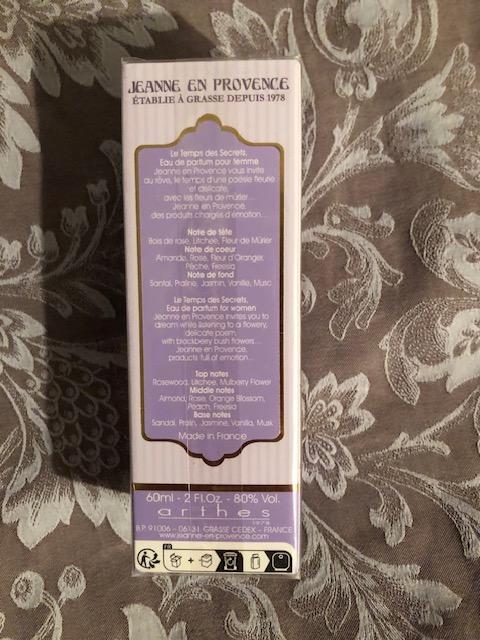 JEANNE EN PROVENCE
ÉTABLIE À GRASSE DEPUIS 1978
Le Temps des Secrets,
Eau de parfum pour femme
Jeanne en Provence vous invite
au rêve, le temps d'une poésie fleurie
et délicate,
avec les fleurs de mûrier...
Jeanne en Provence,
des produits chargés d'émotion...
Note de tête
Bois de rose, Litchee, Fleur de Mûrier
Note de coeur
Amande, Rose, Fleur d'Oranger,
Pêche, Freesia
Note de fond
Santal, Praline, Jasmin, Vanille, Musc
Le Temps des Secrets,
Eau de parfum for women
Jeanne en Provence invites you to
dream while listening to a flowery,
delicate poem,
with blackberry bush flowers...
Jeanne en Provence,
products full of emotion...
Top notes
Rosewood, Litchee, Mulberry Flower
Middle notes
Almond, Rose, Orange Blossom,
Peach, Freesia
Base notes
Sandal, Pralin, Jasmine, Vanilla, Musk
Made in France
60ml - 2 Fl.Oz. - 80% Vol.
arthes
1978
B.P. 91006 - 06131 GRASSE CEDEX - FRANCE
www.jeanne-en-provence.com
FR
+